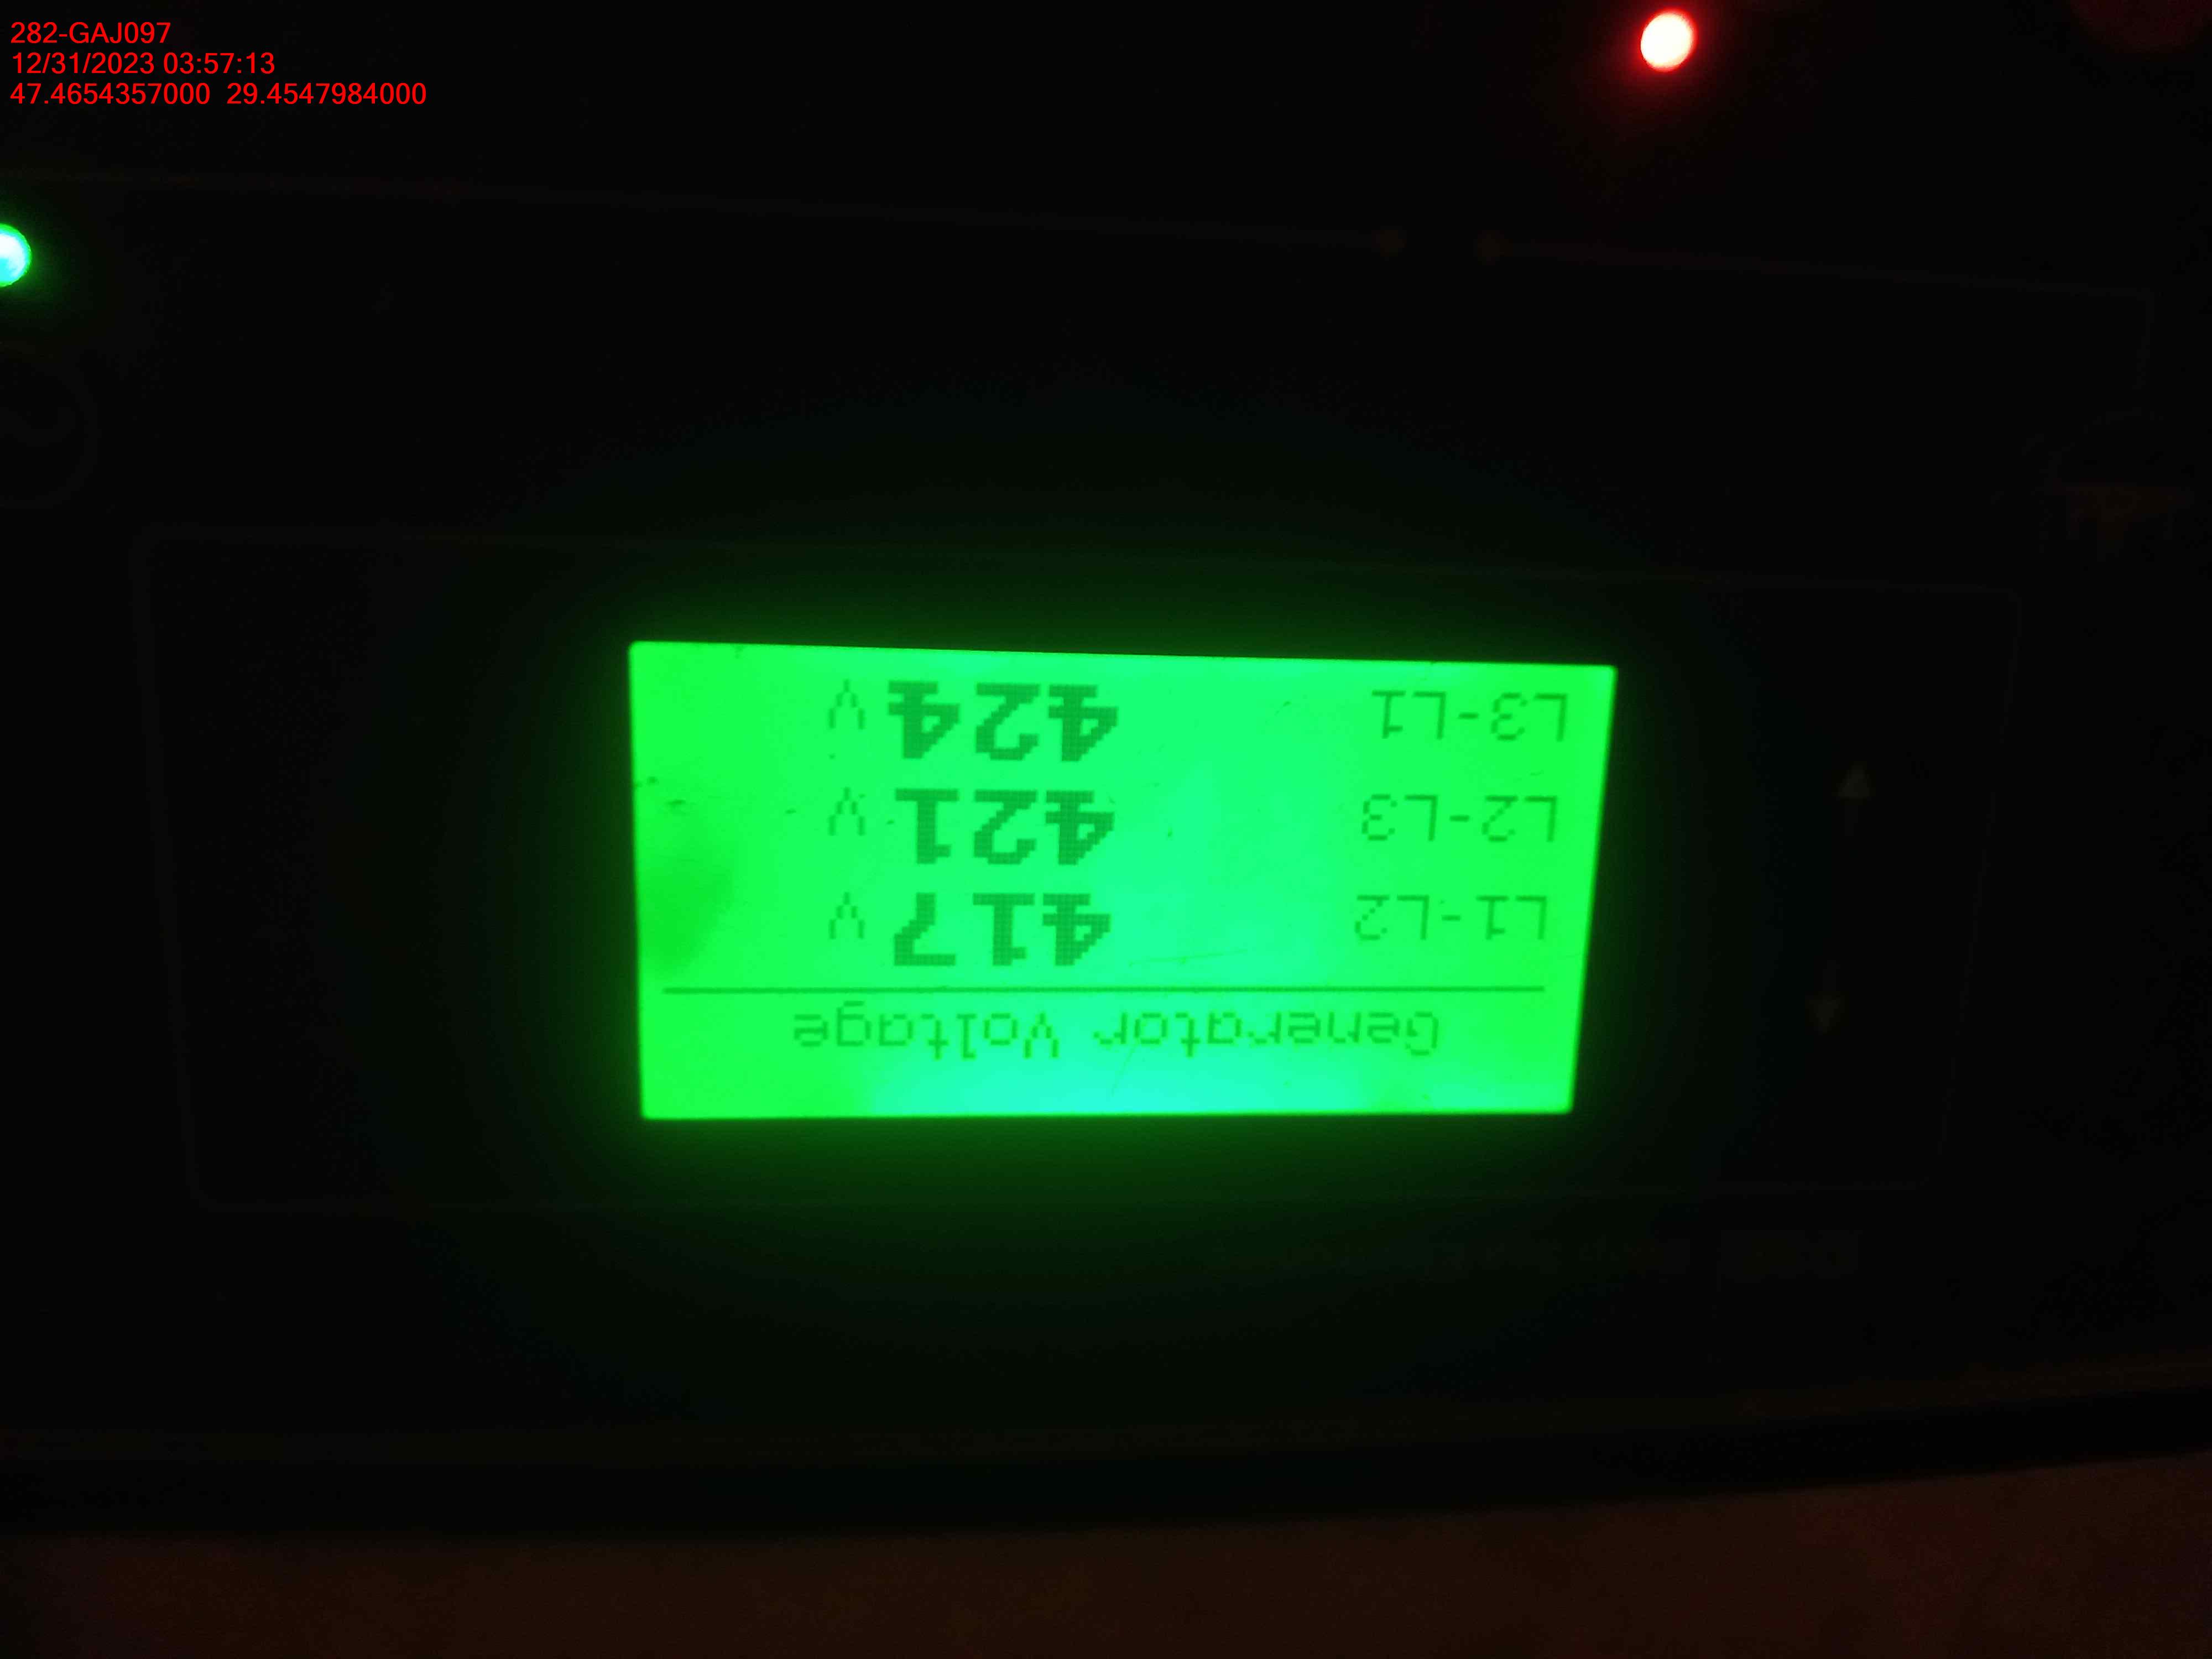 282-GAJ097
12/31/2023 03:57:13
47.4654357000 29.4547984000
Generator Voltage
L1-L2 417 V
L2-L3 421 V
L3-L1 424 V